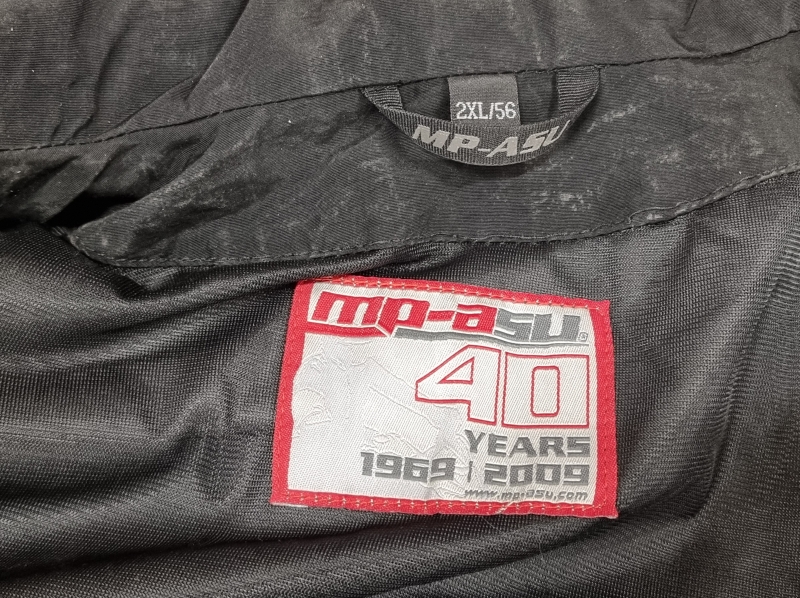 2XL/56
MP-ASU
mp-asu®
40
YEARS
1969 | 2009
www.mp-asu.com